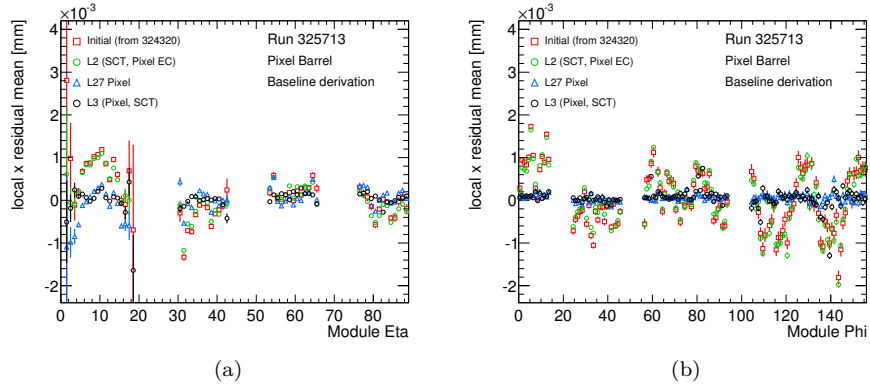 ×10⁻³
local x residual mean [mm]
4
3
2
1
0
-1
-2
Initial (from 324320)
L2 (SCT, Pixel EC)
L27 Pixel
L3 (Pixel, SCT)
Run 325713
Pixel Barrel
Baseline derivation
0 10 20 30 40 50 60 70 80
Module Eta
(a)
×10⁻³
local x residual mean [mm]
4
3
2
1
0
-1
-2
Initial (from 324320)
L2 (SCT, Pixel EC)
L27 Pixel
L3 (Pixel, SCT)
Run 325713
Pixel Barrel
Baseline derivation
0 20 40 60 80 100 120 140
Module Phi
(b)